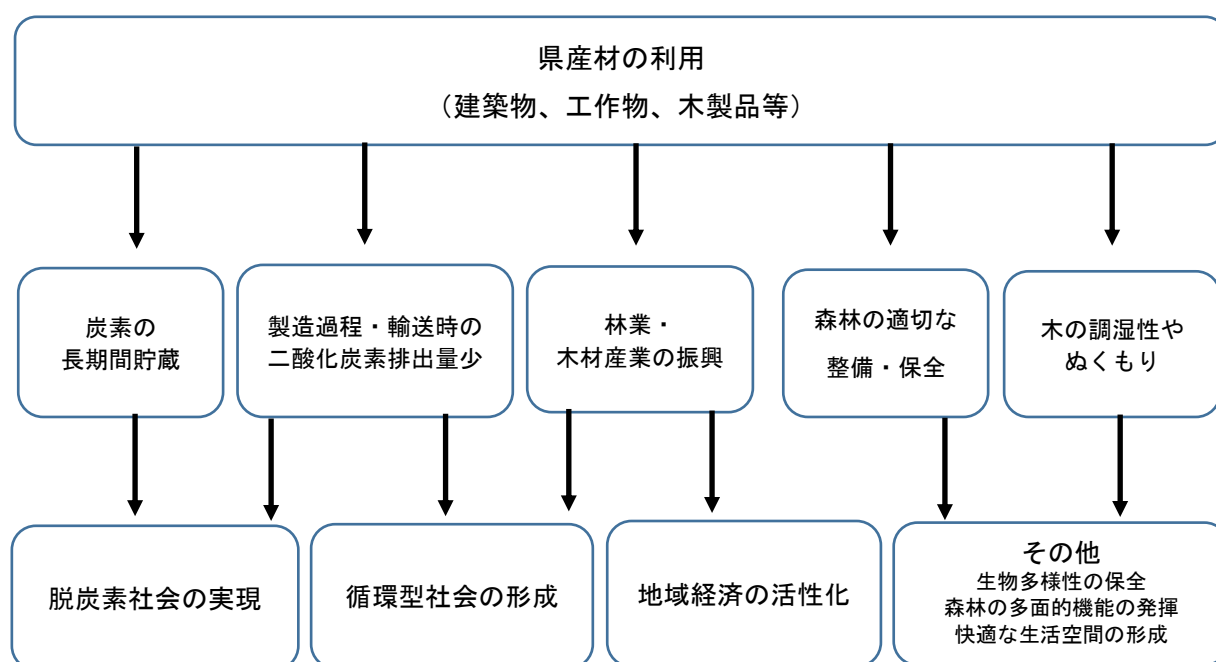 県産材の利用
（建築物、工作物、木製品等）
炭素の
長期間貯蔵
製造過程・輸送時の
二酸化炭素排出量少
林業・
木材産業の振興
森林の適切な
整備・保全
木の調湿性や
ぬくもり
脱炭素社会の実現
循環型社会の形成
地域経済の活性化
その他
生物多様性の保全
森林の多面的機能の発揮
快適な生活空間の形成